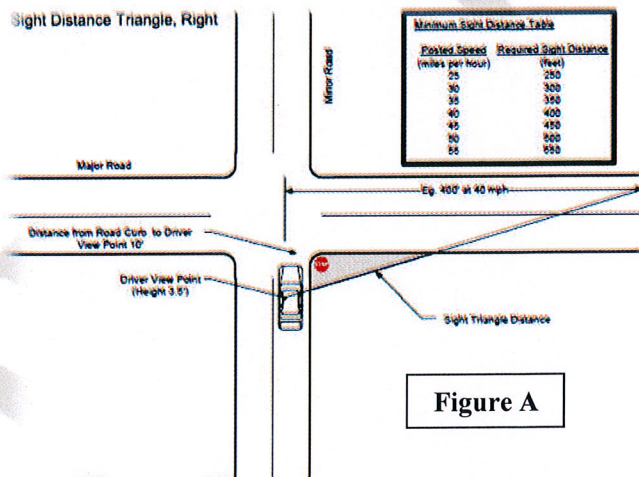 Sight Distance Triangle, Right
Minimum Sight Distance Table
Posted Speed Required Sight Distance
(miles per hour) (feet)
25 250
30 300
35 350
40 400
45 450
50 500
55 550
Minor Road
Major Road
Eg. 400' at 40 mph
Distance from Road Curb to Driver
View Point 10'
STOP
Driver View Point
(Height 3.5')
Sight Triangle Distance
Figure A